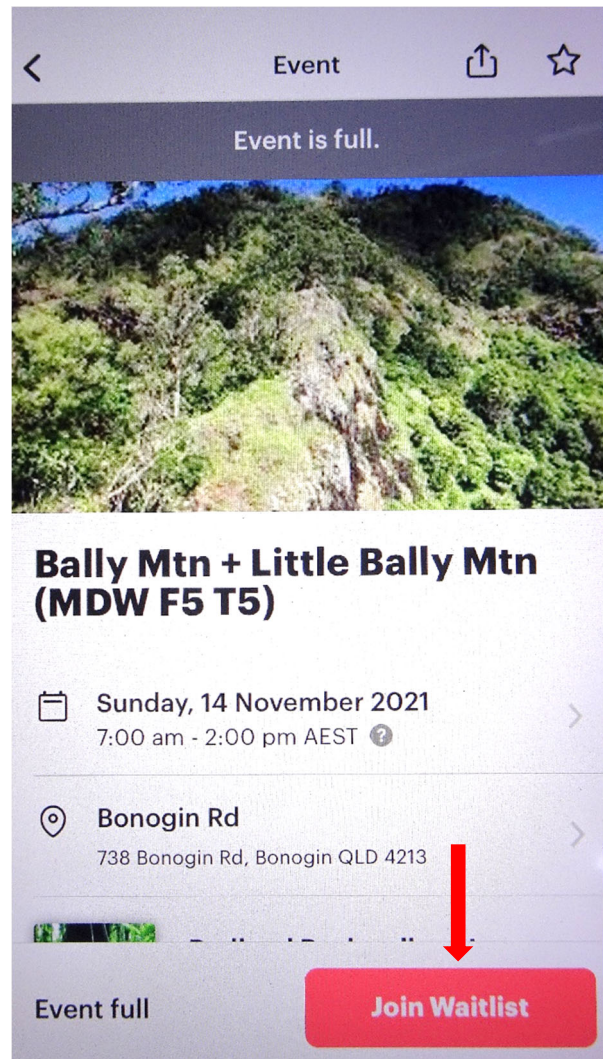 Event
Event is full.
Bally Mtn + Little Bally Mtn
(MDW F5 T5)
Sunday, 14 November 2021
7:00 am - 2:00 pm AEST ?
Bonogin Rd
738 Bonogin Rd, Bonogin QLD 4213
Event full
Join Waitlist